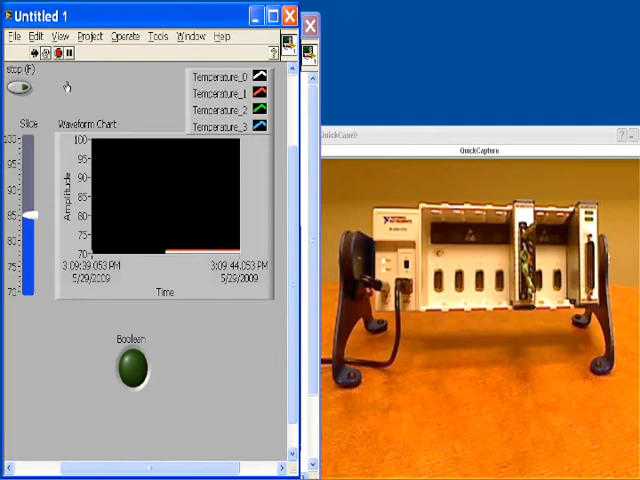 Untitled 1
File Edit View Project Operate Tools Window Help
stop (F)
Temperature_0
Temperature_1
Temperature_2
Temperature_3
Slide
Waveform Chart
100
95
90
85
80
75
70
Amplitude
100
95
90
85
80
75
70
3:09:39.053 PM
5/29/2009
3:09:44.053 PM
5/29/2009
Time
Boolean
QuickCam®
QuickCapture
NATIONAL
INSTRUMENTS